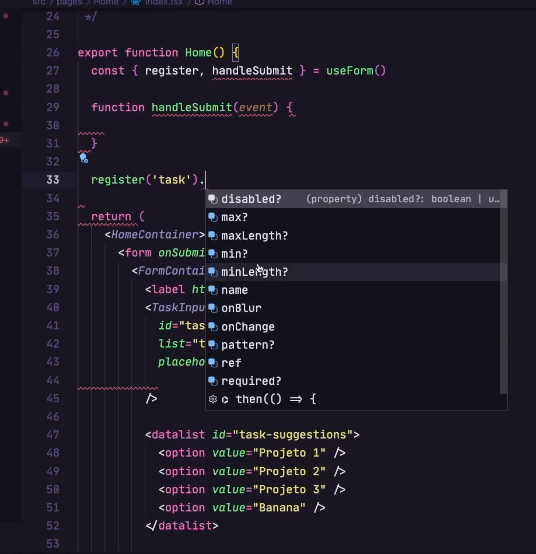 src > pages > Home > index.tsx > Home
24 */
25
26 export function Home() {
27 const { register, handleSubmit } = useForm()
28
29 function handleSubmit(event) {
30
31 }
32
33 register('task').
disabled? (property) disabled?: boolean | u…
34 max?
35 return ( maxLength?
36 <HomeContainer> min?
37 <form onSubmi minLength?
38 <FormContai name
39 <label ht onBlur
40 <TaskInpu onChange
41 id="tas pattern?
42 list="t ref
43 placeho required?
44 then(() => {
45 />
46
47 <datalist id="task-suggestions">
48 <option value="Projeto 1" />
49 <option value="Projeto 2" />
50 <option value="Projeto 3" />
51 <option value="Banana" />
52 </datalist>
53
9+